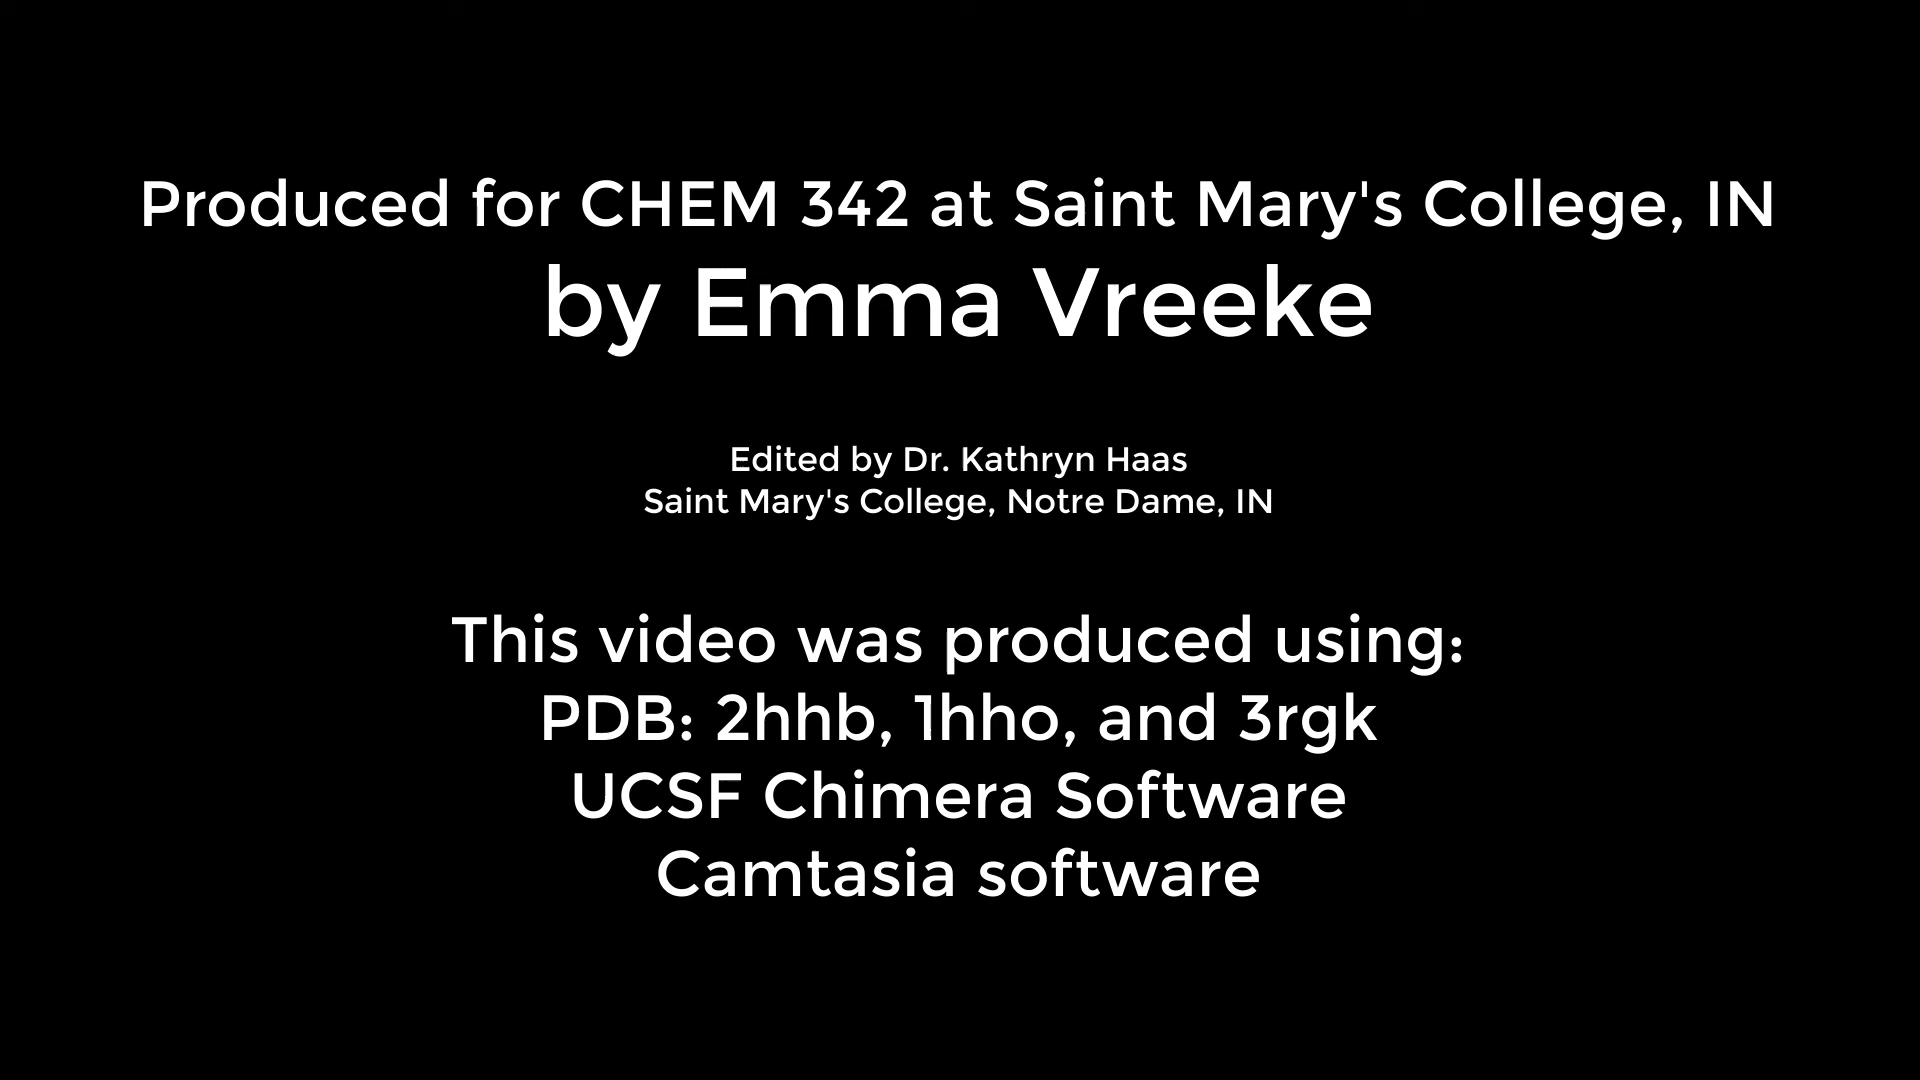 Produced for CHEM 342 at Saint Mary's College, IN
by Emma Vreeke
Edited by Dr. Kathryn Haas
Saint Mary's College, Notre Dame, IN
This video was produced using:
PDB: 2hhb, 1hho, and 3rgk
UCSF Chimera Software
Camtasia software